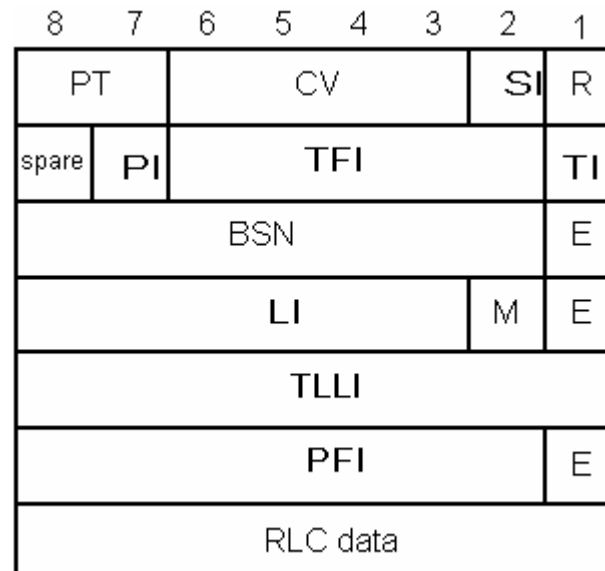 8 7 6 5 4 3 2 1
PT CV SI R
spare PI TFI TI
BSN E
LI M E
TLLI
PFI E
RLC data